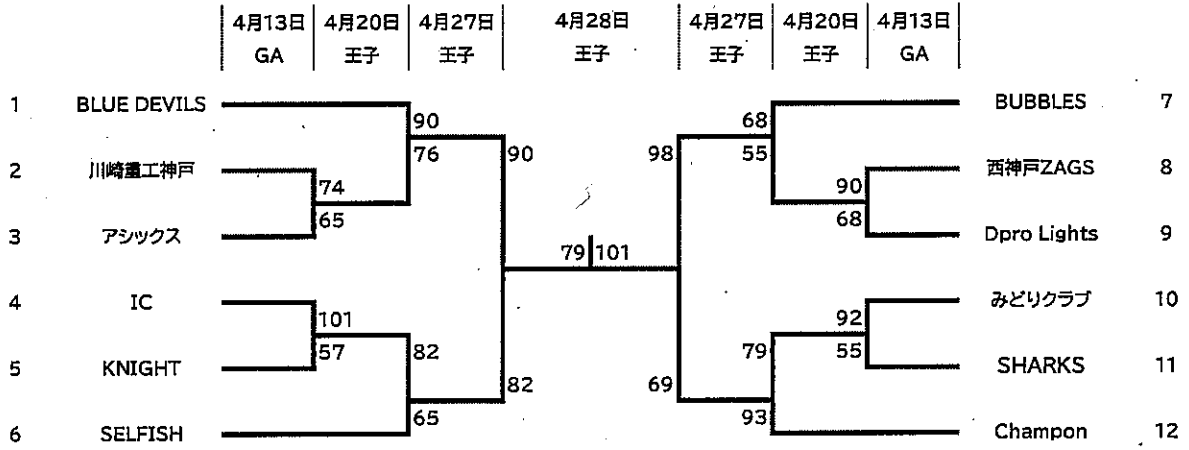 4月13日 4月20日 4月27日 4月28日 4月27日 4月20日 4月13日
GA 王子 王子 王子 王子 王子 GA
1 BLUE DEVILS BUBBLES 7
90 68
76 90 98 55
2 川崎重工神戸 西神戸ZAGS 8
74 90
65 68
3 アシックス Dpro Lights 9
79 101
4 IC みどりクラブ 10
101 92
57 82 79 55
5 KNIGHT SHARKS 11
82 69
65 93
6 SELFISH Champon 12